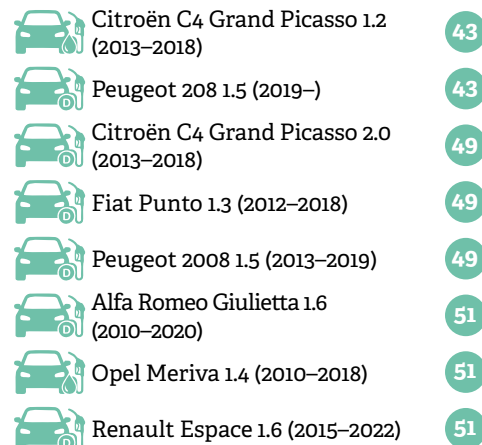 Citroën C4 Grand Picasso 1.2
(2013–2018)
43
D
Peugeot 208 1.5 (2019–)
43
Citroën C4 Grand Picasso 2.0
(2013–2018)
D
49
D
Fiat Punto 1.3 (2012–2018)
49
D
Peugeot 2008 1.5 (2013–2019)
49
Alfa Romeo Giulietta 1.6
(2010–2020)
D
51
Opel Meriva 1.4 (2010–2018)
51
D
Renault Espace 1.6 (2015–2022)
51